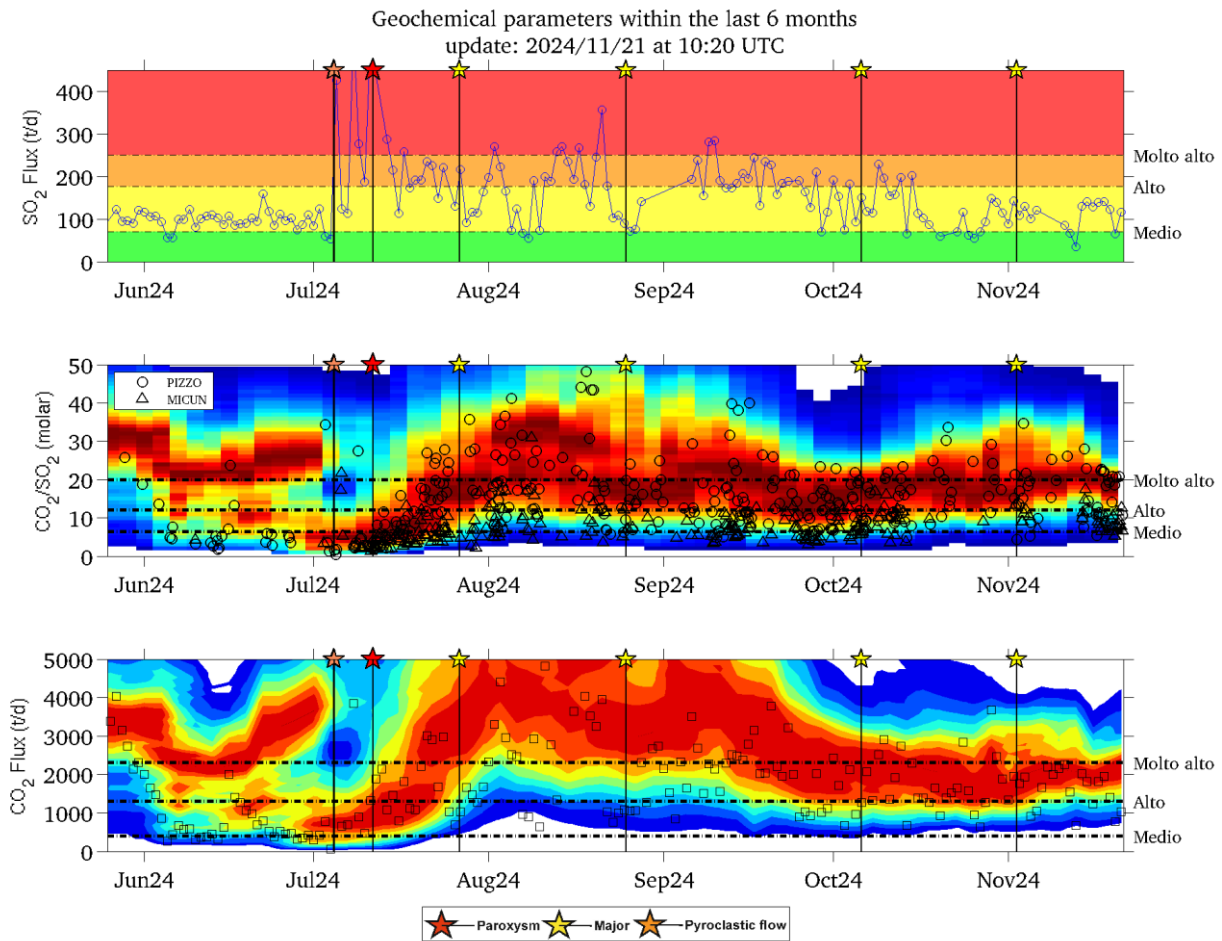 Geochemical parameters within the last 6 months
update: 2024/11/21 at 10:20 UTC
SO2 Flux (t/d)
400
300
200
100
0
Molto alto
Alto
Medio
Jun24 Jul24 Aug24 Sep24 Oct24 Nov24
CO2/SO2 (molar)
50
40
30
20
10
0
PIZZO
MICUN
Molto alto
Alto
Medio
Jun24 Jul24 Aug24 Sep24 Oct24 Nov24
CO2 Flux (t/d)
5000
4000
3000
2000
1000
0
Molto alto
Alto
Medio
Jun24 Jul24 Aug24 Sep24 Oct24 Nov24
Paroxysm Major Pyroclastic flow